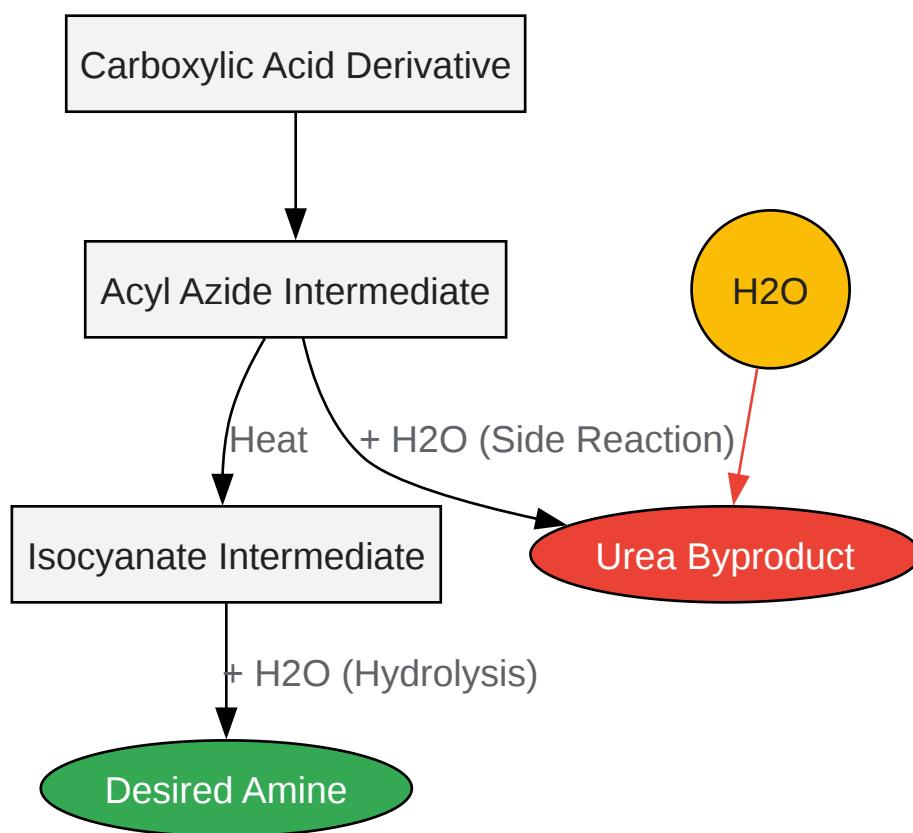 Carboxylic Acid Derivative
Acyl Azide Intermediate
H2O
Heat
+ H2O (Side Reaction)
Isocyanate Intermediate
Urea Byproduct
+ H2O (Hydrolysis)
Desired Amine